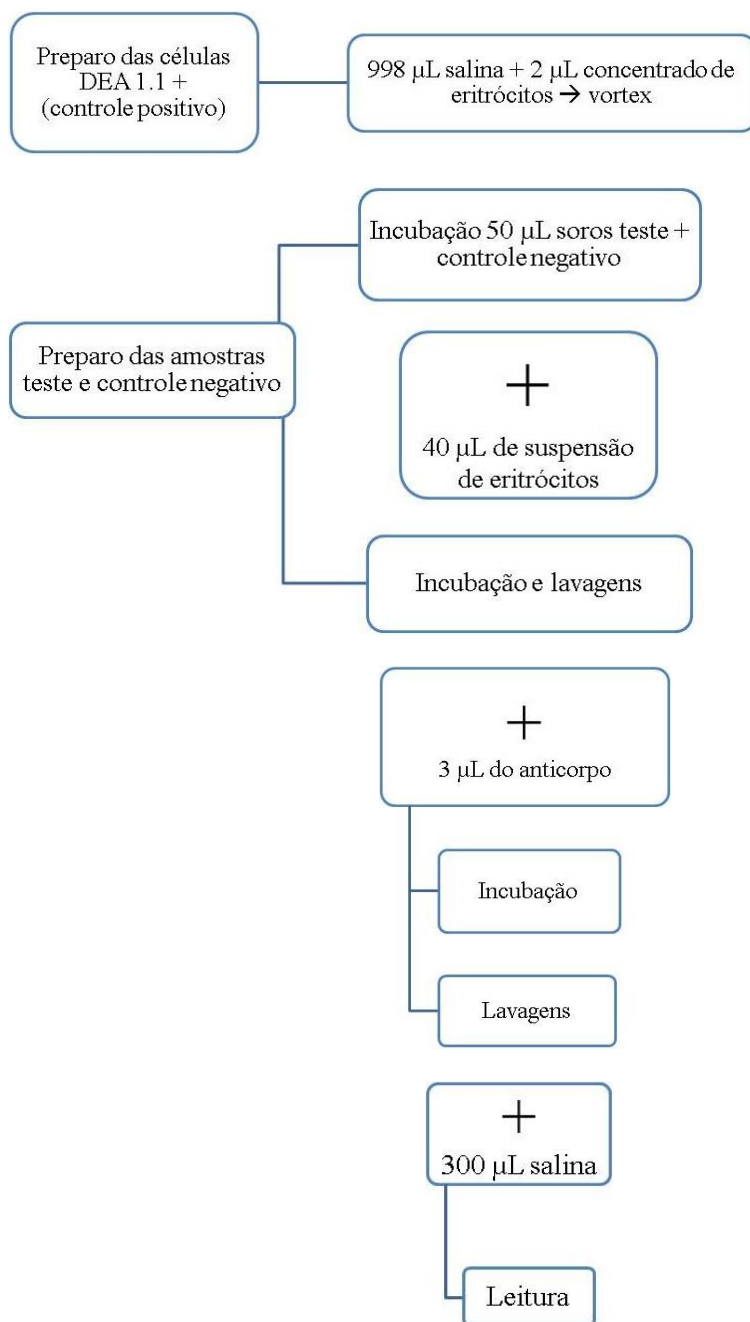 Preparo das células
DEA 1.1 +
(controle positivo)
998 µL salina + 2 µL concentrado de
eritrócitos → vortex
Incubação 50 µL soros teste +
controle negativo
Preparo das amostras
teste e controle negativo
+
40 µL de suspensão
de eritrócitos
Incubação e lavagens
+
3 µL do anticorpo
Incubação
Lavagens
+
300 µL salina
Leitura